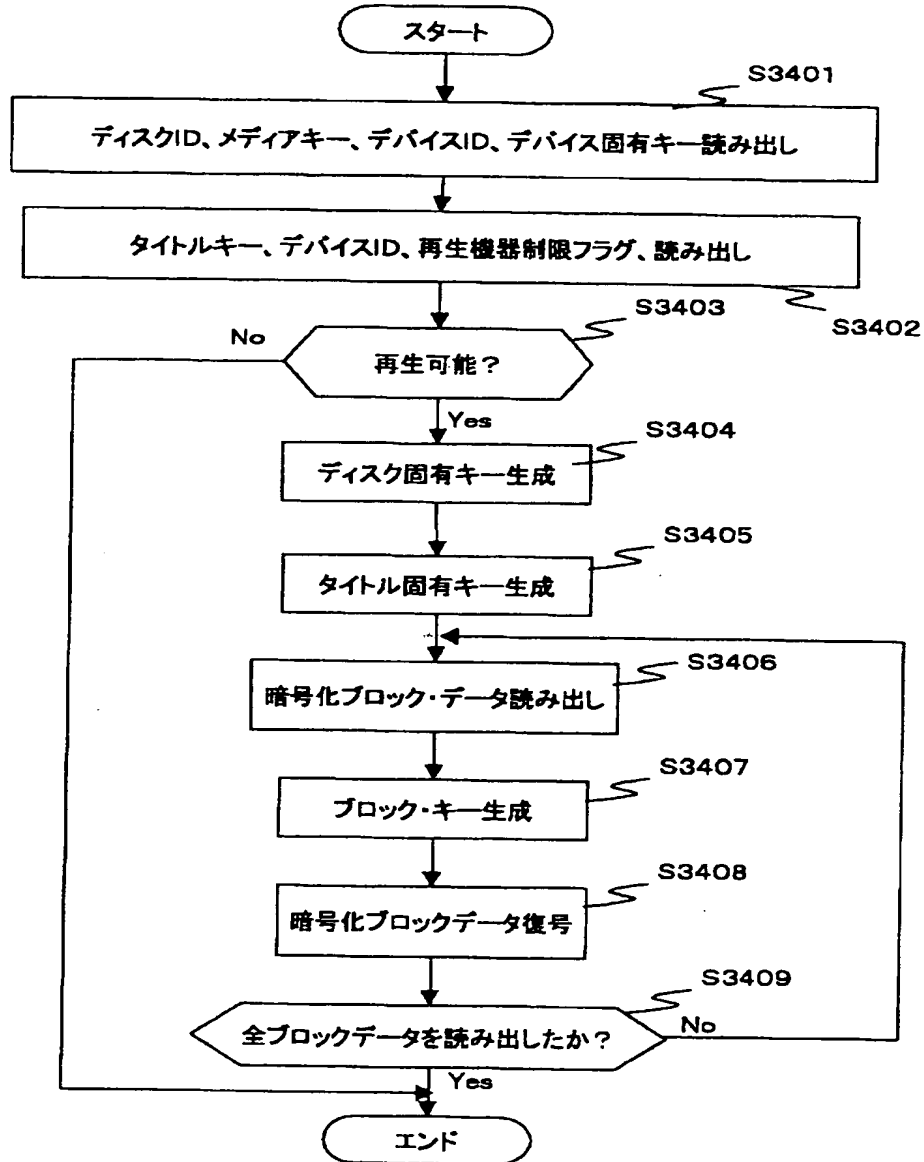 スタート
S3401
ディスクID、メディアキー、デバイスID、デバイス固有キー読み出し
タイトルキー、デバイスID、再生機器制限フラグ、読み出し
S3402
S3403
No
再生可能?
Yes
S3404
ディスク固有キー生成
S3405
タイトル固有キー生成
S3406
暗号化ブロック・データ読み出し
S3407
ブロック・キー生成
S3408
暗号化ブロックデータ復号
S3409
全ブロックデータを読み出したか?
No
Yes
エンド